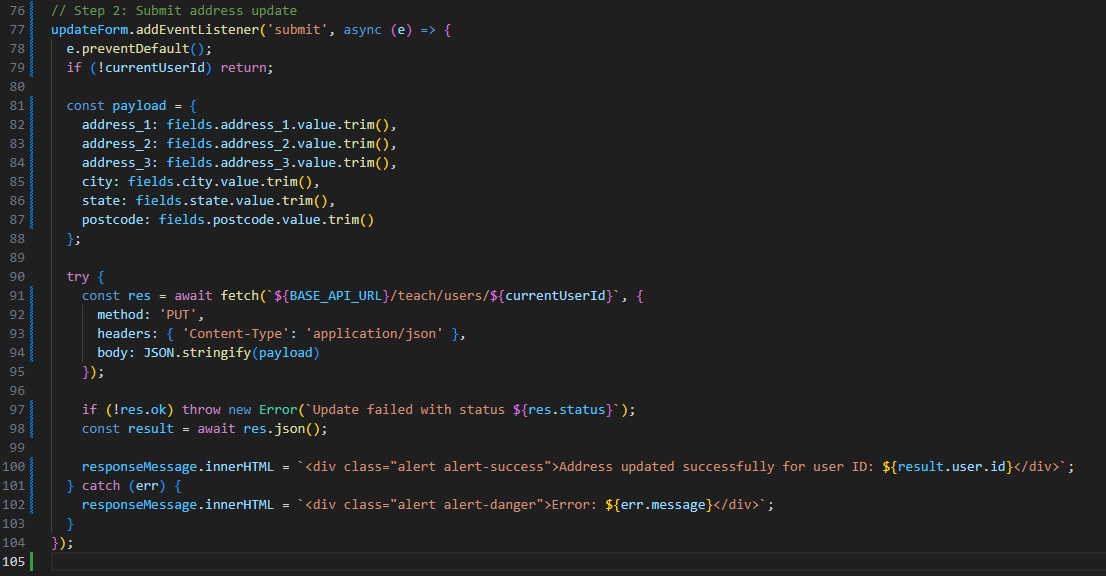 76 // Step 2: Submit address update
77 updateForm.addEventListener('submit', async (e) => {
78   e.preventDefault();
79   if (!currentUserId) return;
80
81   const payload = {
82     address_1: fields.address_1.value.trim(),
83     address_2: fields.address_2.value.trim(),
84     address_3: fields.address_3.value.trim(),
85     city: fields.city.value.trim(),
86     state: fields.state.value.trim(),
87     postcode: fields.postcode.value.trim()
88   };
89
90   try {
91     const res = await fetch(`${BASE_API_URL}/teach/users/${currentUserId}`, {
92       method: 'PUT',
93       headers: { 'Content-Type': 'application/json' },
94       body: JSON.stringify(payload)
95     });
96
97     if (!res.ok) throw new Error(`Update failed with status ${res.status}`);
98     const result = await res.json();
99
100     responseMessage.innerHTML = `<div class="alert alert-success">Address updated successfully for user ID: ${result.user.id}</div>`;
101   } catch (err) {
102     responseMessage.innerHTML = `<div class="alert alert-danger">Error: ${err.message}</div>`;
103   }
104 });
105